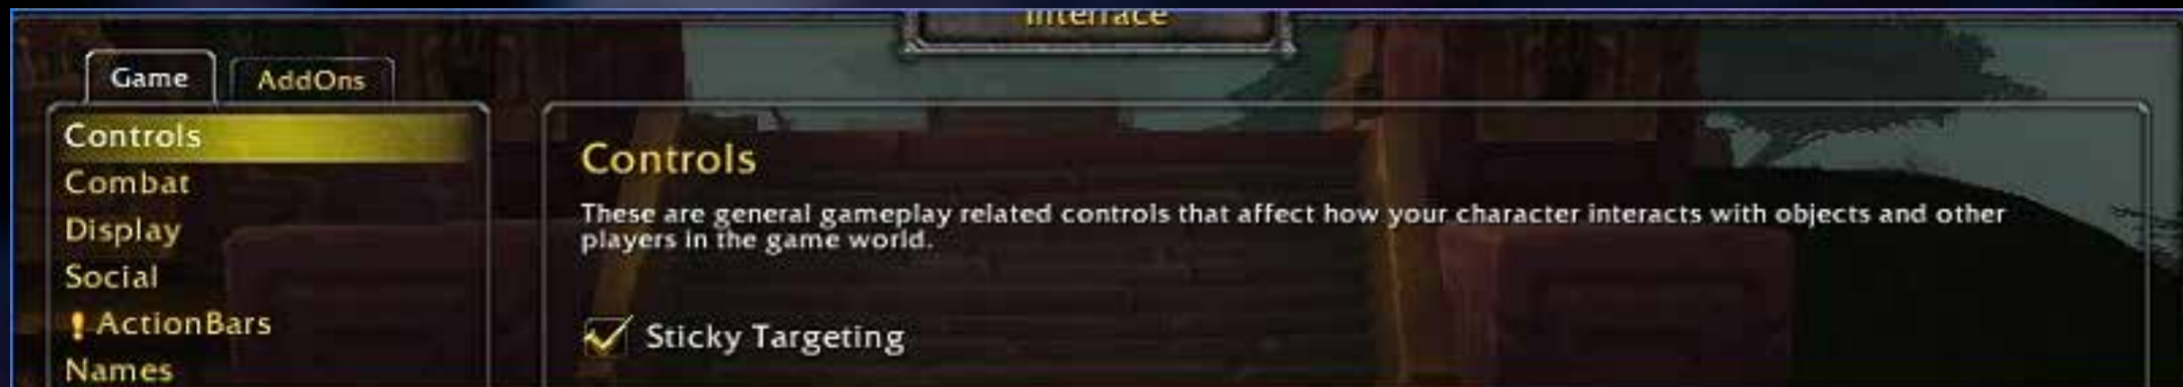 Interface
Game
AddOns
Controls
Combat
Display
Social
! ActionBars
Names
Controls
These are general gameplay related controls that affect how your character interacts with objects and other
players in the game world.
Sticky Targeting